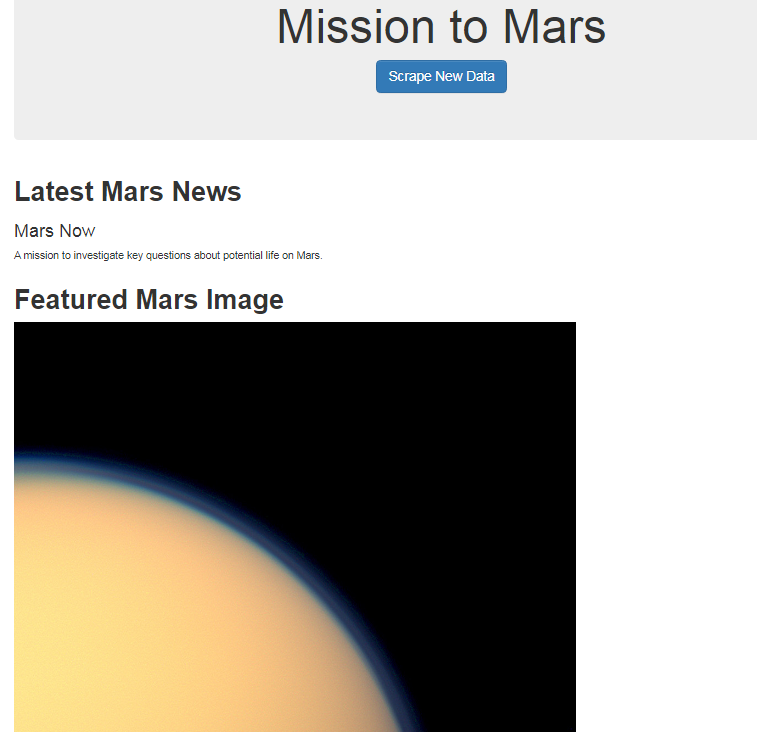 Mission to Mars
Scrape New Data
Latest Mars News
Mars Now
A mission to investigate key questions about potential life on Mars.
Featured Mars Image